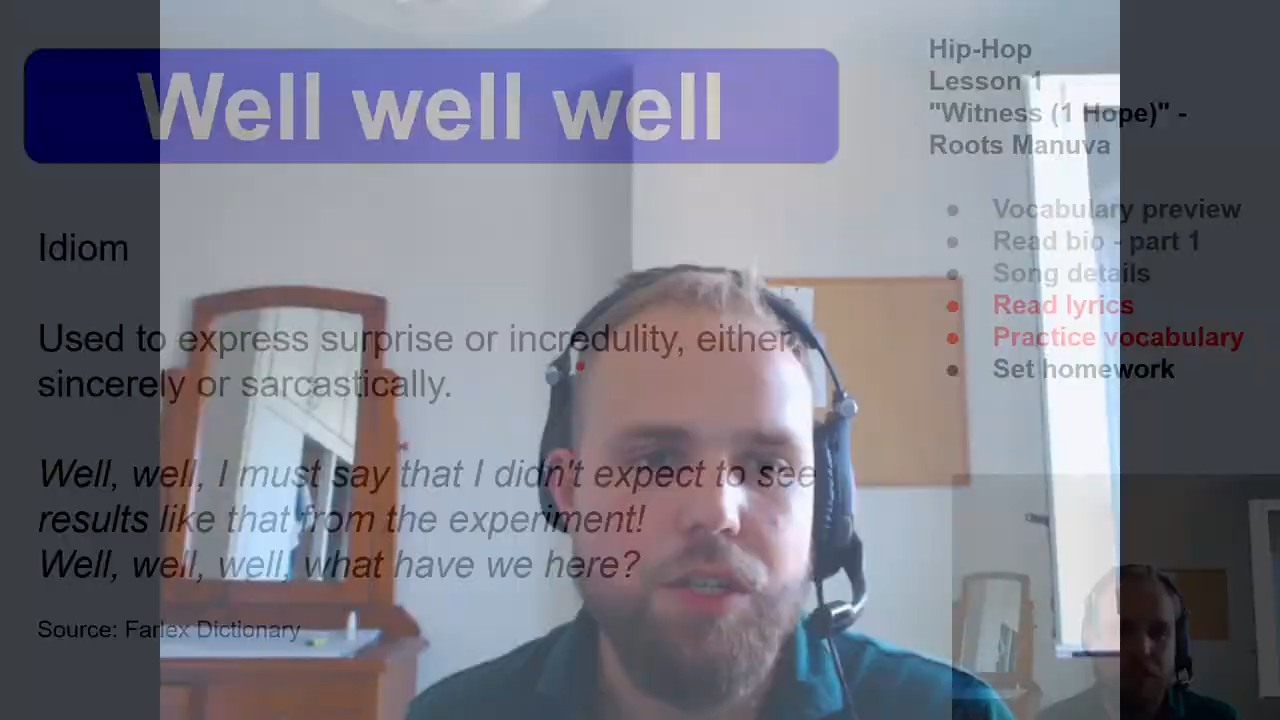 Well well well
Idiom
Used to express surprise or incredulity, either
sincerely or sarcastically.
Well, well, I must say that I didn't expect to see
results like that from the experiment!
Well, well, well, what have we here?
Source: Farlex Dictionary
Hip-Hop
Lesson 1
"Witness (1 Hope)" -
Roots Manuva
● Vocabulary preview
● Read bio - part 1
● Song details
● Read lyrics
● Practice vocabulary
● Set homework